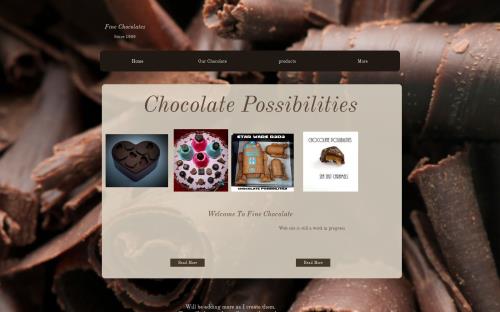 Fine Chocolates
Since 1989
Home
Our Chocolate
products
More
Chocolate Possibilities
STAR WARS DADA
CHOCOLATE POSSIBILITIES
CHOCOLATE POSSIBILITIES
SEA SALT CARAMELS
Welcome To Fine Chocolate
Web site is still a work in progress
Read More
Read More
Will be adding more as I create them.